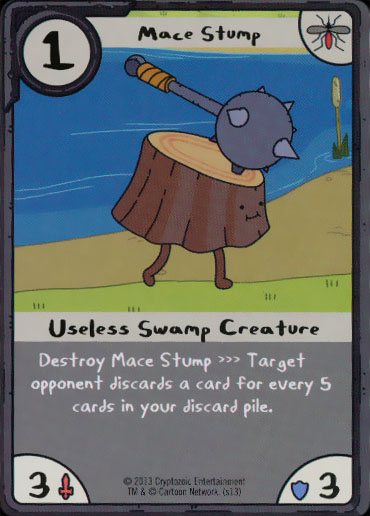 1
Mace Stump
Useless Swamp Creature
Destroy Mace Stump >>> Target
opponent discards a card for every 5
cards in your discard pile.
3
© 2013 Cryptozoic Entertainment
TM & © Cartoon Network. (s13)
3